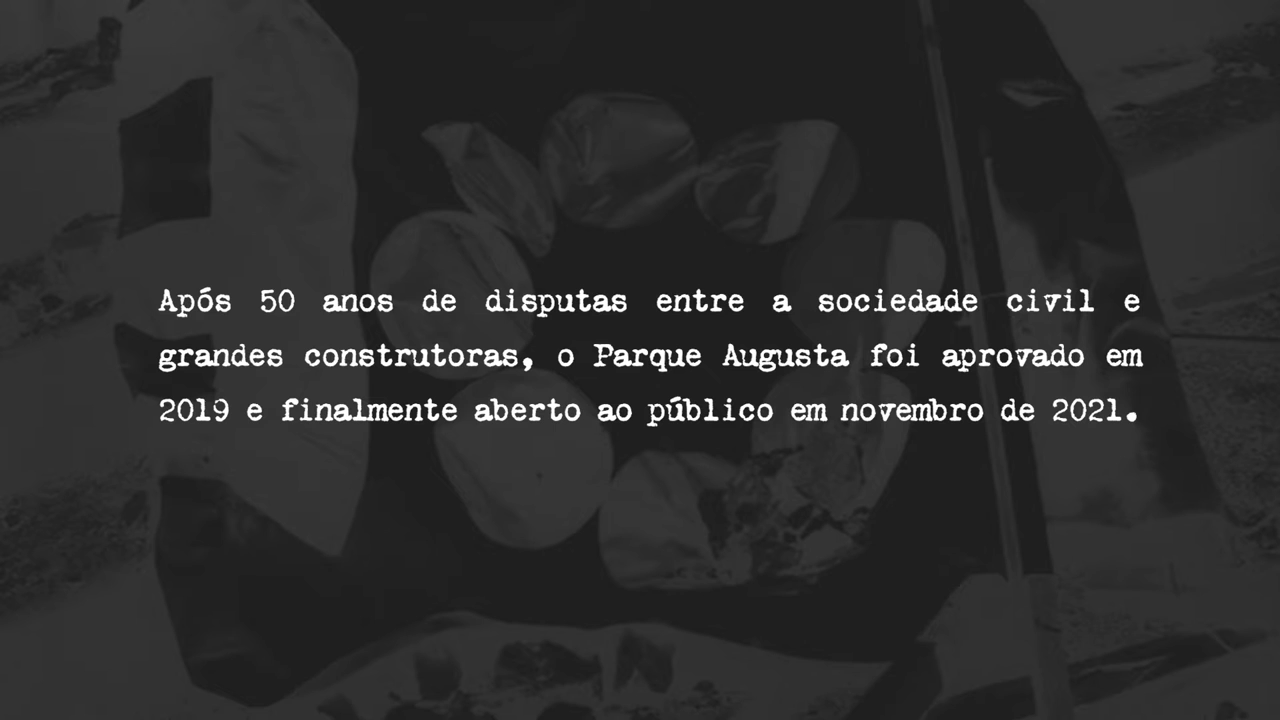 Após 50 anos de disputas entre a sociedade civil e
grandes construtoras, o Parque Augusta foi aprovado em
2019 e finalmente aberto ao público em novembro de 2021.